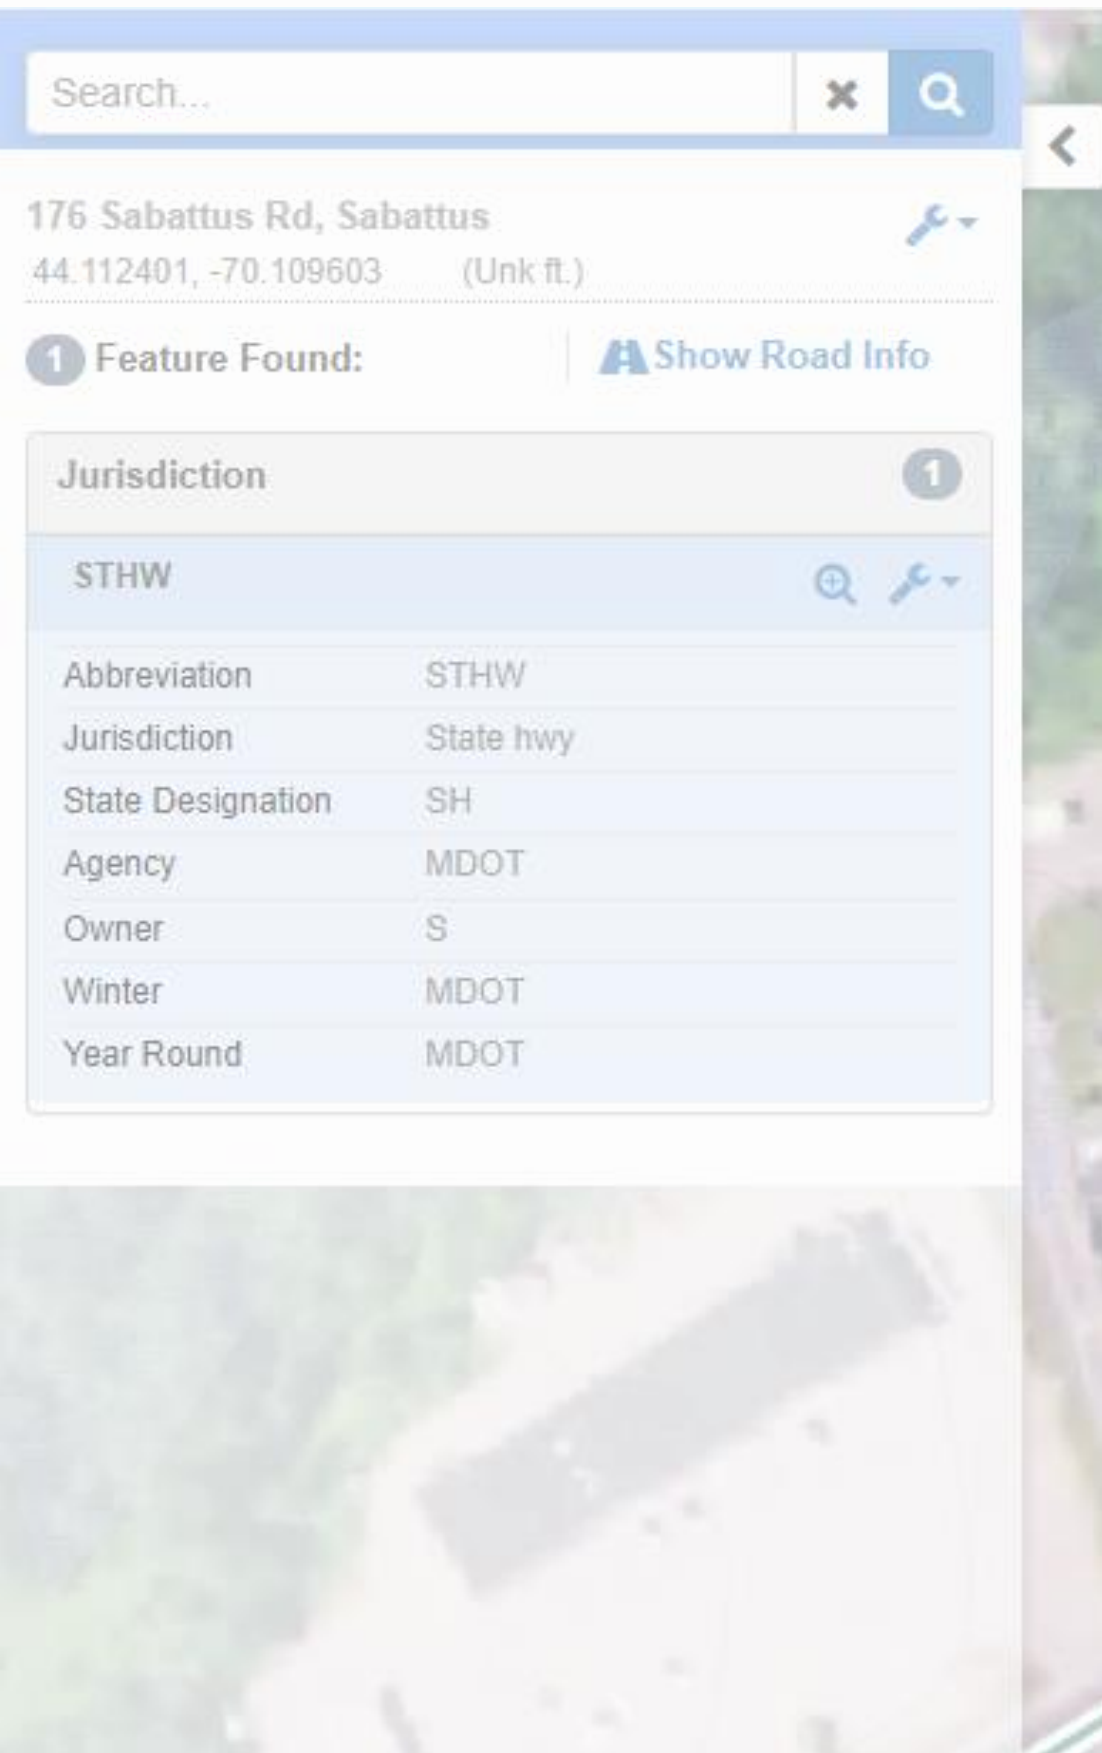 Search...
176 Sabattus Rd, Sabattus
44.112401, -70.109603 (Unk ft.)
1 Feature Found: Show Road Info
Jurisdiction 1
STHW
Abbreviation STHW
Jurisdiction State hwy
State Designation SH
Agency MDOT
Owner S
Winter MDOT
Year Round MDOT